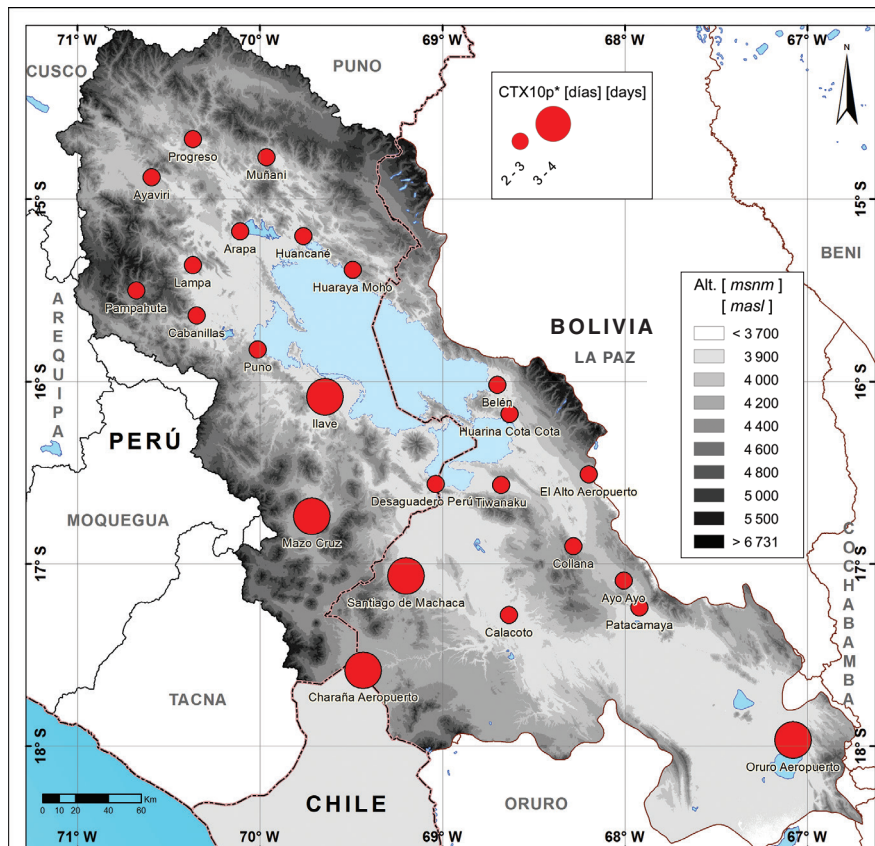 71° W
70° W
69° W
68° W
67° W
CUSCO
PUNO
N
CTX10p* [días] [days]
2 - 3
3 - 4
Progreso
Muñani
Ayaviri
15° S
15° S
Arapa
Huancané
BENI
Lampa
Huaraya Moho
Alt. [ msnm ]
[ masl ]
< 3 700
3 900
4 000
4 200
4 400
4 600
4 800
5 000
5 500
> 6 731
Pampahuta
Cabanillas
AREQUIPA
BOLIVIA
LA PAZ
Puno
16° S
16° S
Belén
Ilave
Huarina Cota Cota
PERÚ
El Alto Aeropuerto
Desaguadero Perú
Tiwanaku
MOQUEGUA
Mazo Cruz
Collana
COCHABAMBA
17° S
17° S
Santiago de Machaca
Ayo Ayo
Patacamaya
Calacoto
TACNA
Charaña Aeropuerto
18° S
18° S
Oruro Aeropuerto
Km
0 10 20 40 60
CHILE
ORURO
71° W
70° W
69° W
68° W
67° W